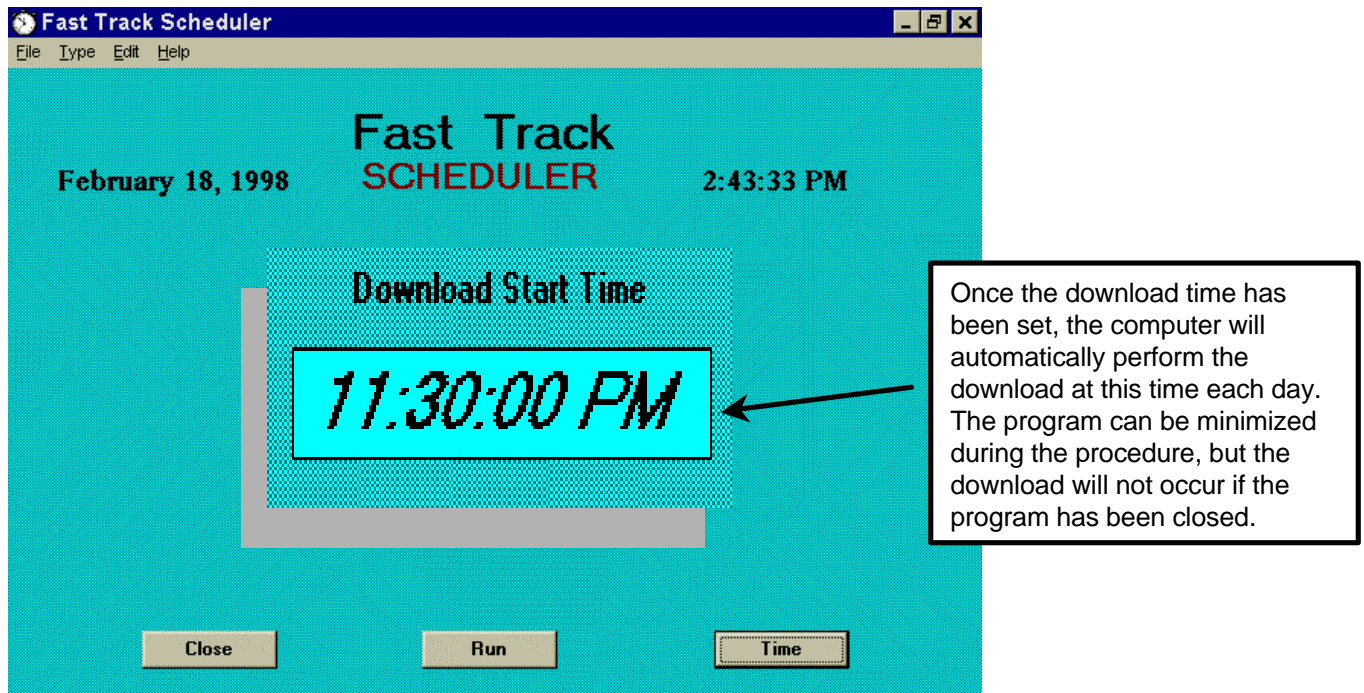 Fast Track Scheduler
File Type Edit Help
Fast Track
February 18, 1998 SCHEDULER 2:43:33 PM
Download Start Time
11:30:00 PM
Once the download time has
been set, the computer will
automatically perform the
download at this time each day.
The program can be minimized
during the procedure, but the
download will not occur if the
program has been closed.
Close Run Time